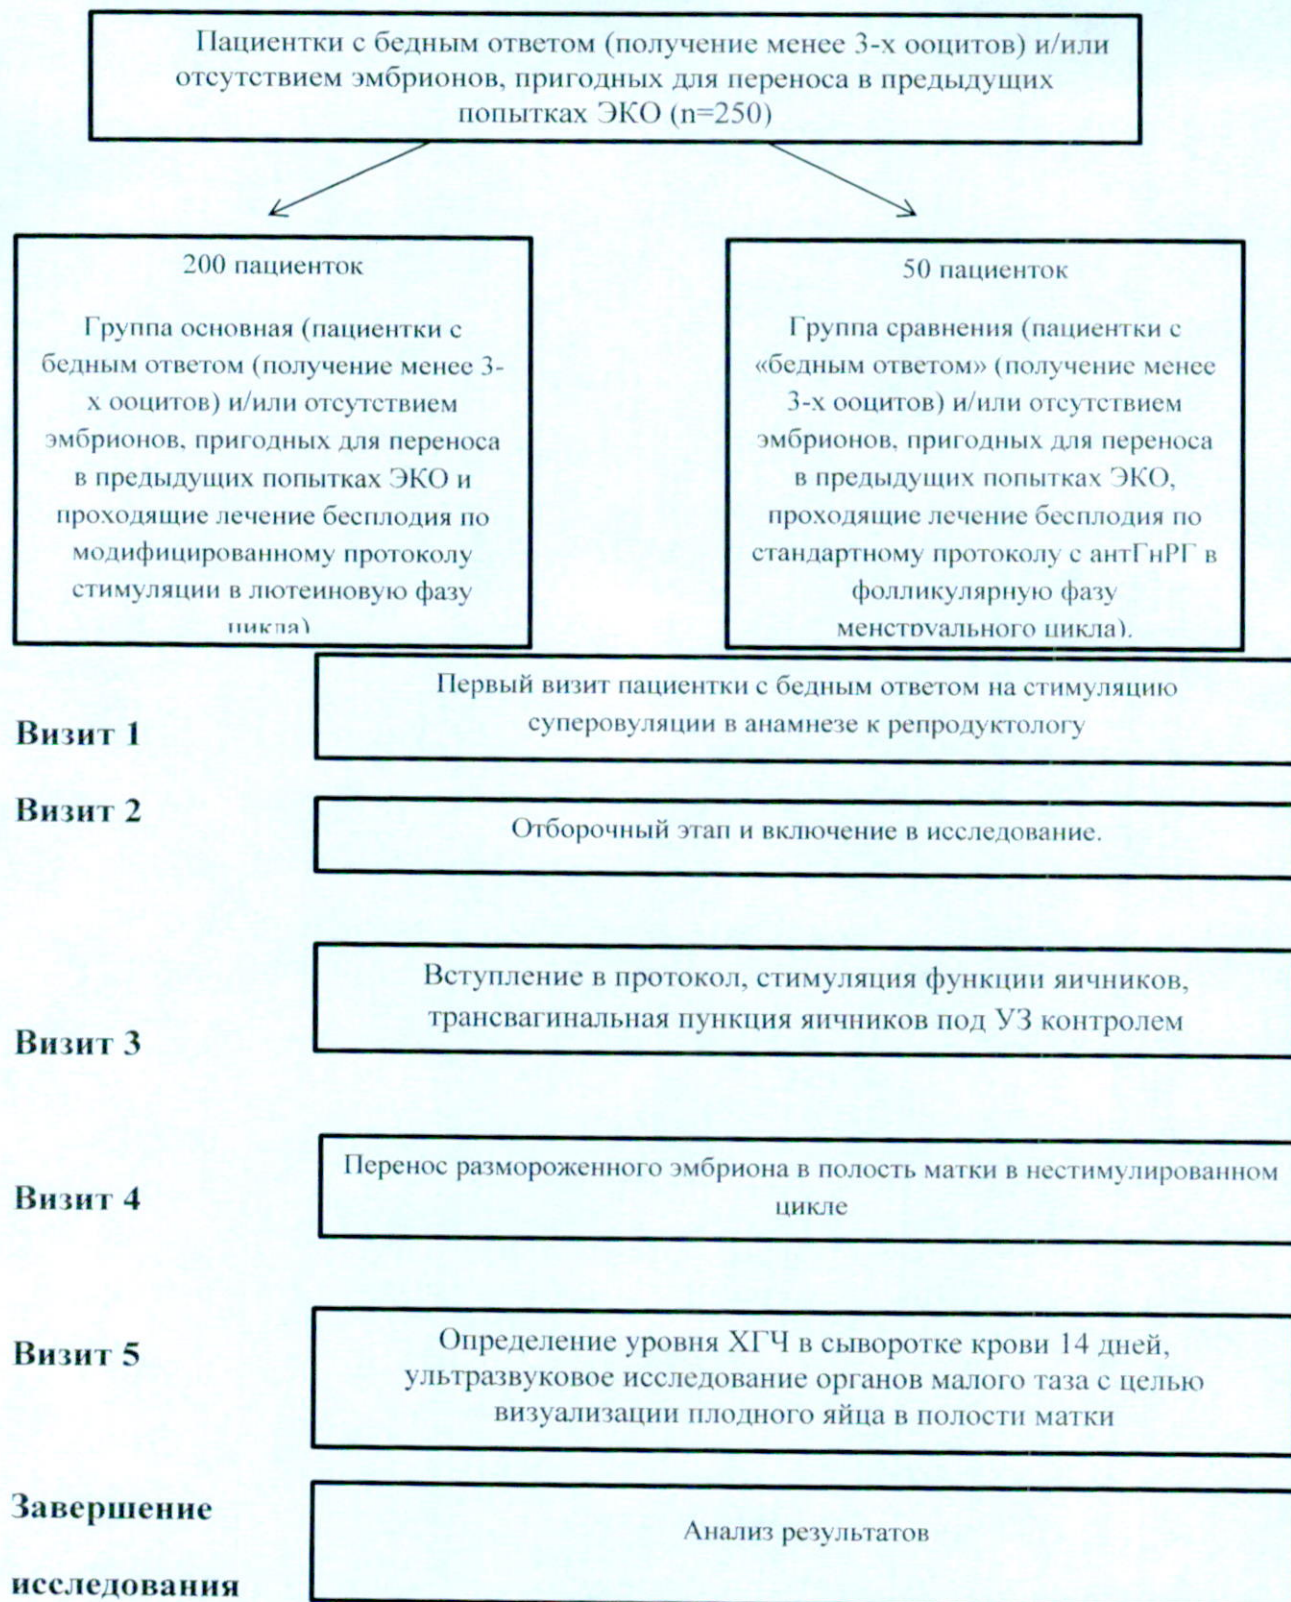 Пациентки с бедным ответом (получение менее 3-х ооцитов) и/или
отсутствием эмбрионов, пригодных для переноса в предыдущих
попытках ЭКО (n=250)
200 пациенток
Группа основная (пациентки с
бедным ответом (получение менее 3-
х ооцитов) и/или отсутствием
эмбрионов, пригодных для переноса
в предыдущих попытках ЭКО и
проходящие лечение бесплодия по
модифицированному протоколу
стимуляции в лютеиновую фазу
цикла)
50 пациенток
Группа сравнения (пациентки с
«бедным ответом» (получение менее
3-х ооцитов) и/или отсутствием
эмбрионов, пригодных для переноса
в предыдущих попытках ЭКО,
проходящие лечение бесплодия по
стандартному протоколу с антГнРГ в
фолликулярную фазу
менструального цикла).
Визит 1
Первый визит пациентки с бедным ответом на стимуляцию
суперовуляции в анамнезе к репродуктологу
Визит 2
Отборочный этап и включение в исследование.
Визит 3
Вступление в протокол, стимуляция функции яичников,
трансвагинальная пункция яичников под УЗ контролем
Визит 4
Перенос размороженного эмбриона в полость матки в нестимулированном
цикле
Визит 5
Определение уровня ХГЧ в сыворотке крови 14 дней,
ультразвуковое исследование органов малого таза с целью
визуализации плодного яйца в полости матки
Завершение
исследования
Анализ результатов